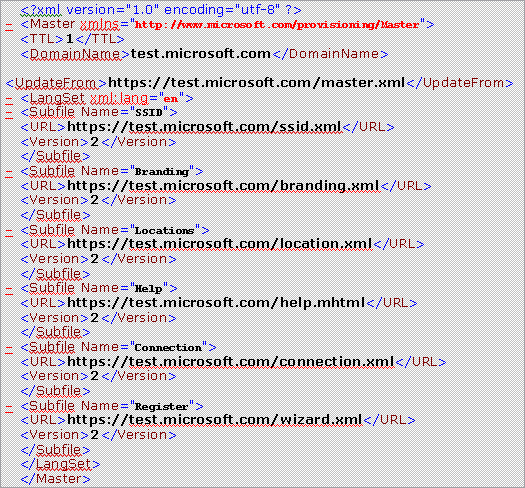 <?xml version="1.0" encoding="utf-8" ?>
- <Master xmlns="http://www.microsoft.com/provisioning/Master">
<TTL>1</TTL>
<DomainName>test.microsoft.com</DomainName>
<UpdateFrom>https://test.microsoft.com/master.xml</UpdateFrom>
- <LangSet xml:lang="en">
- <Subfile Name="SSID">
<URL>https://test.microsoft.com/ssid.xml</URL>
<Version>2</Version>
</Subfile>
- <Subfile Name="Branding">
<URL>https://test.microsoft.com/branding.xml</URL>
<Version>2</Version>
</Subfile>
- <Subfile Name="Locations">
<URL>https://test.microsoft.com/location.xml</URL>
<Version>2</Version>
</Subfile>
- <Subfile Name="Help">
<URL>https://test.microsoft.com/help.mhtml</URL>
<Version>2</Version>
</Subfile>
- <Subfile Name="Connection">
<URL>https://test.microsoft.com/connection.xml</URL>
<Version>2</Version>
</Subfile>
- <Subfile Name="Register">
<URL>https://test.microsoft.com/wizard.xml</URL>
<Version>2</Version>
</Subfile>
</LangSet>
</Master>